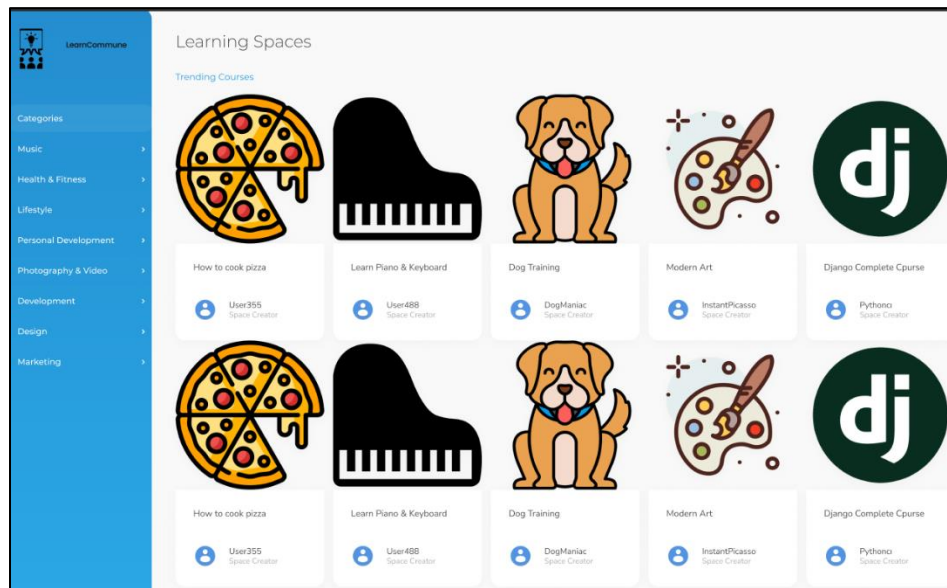 LearnCommune
Categories
Music
Health & Fitness
Lifestyle
Personal Development
Photography & Video
Development
Design
Marketing
Learning Spaces
Trending Courses
dj
How to cook pizza
Learn Piano & Keyboard
Dog Training
Modern Art
Django Complete Cpurse
User355
Space Creator
User488
Space Creator
DogManiac
Space Creator
InstantPicasso
Space Creator
Space Creator
dj
How to cook pizza
Learn Piano & Keyboard
Dog Training
Modern Art
Django Complete Cpurse
User355
Space Creator
User488
Space Creator
DogManiac
Space Creator
InstantPicasso
Space Creator
Space Creator